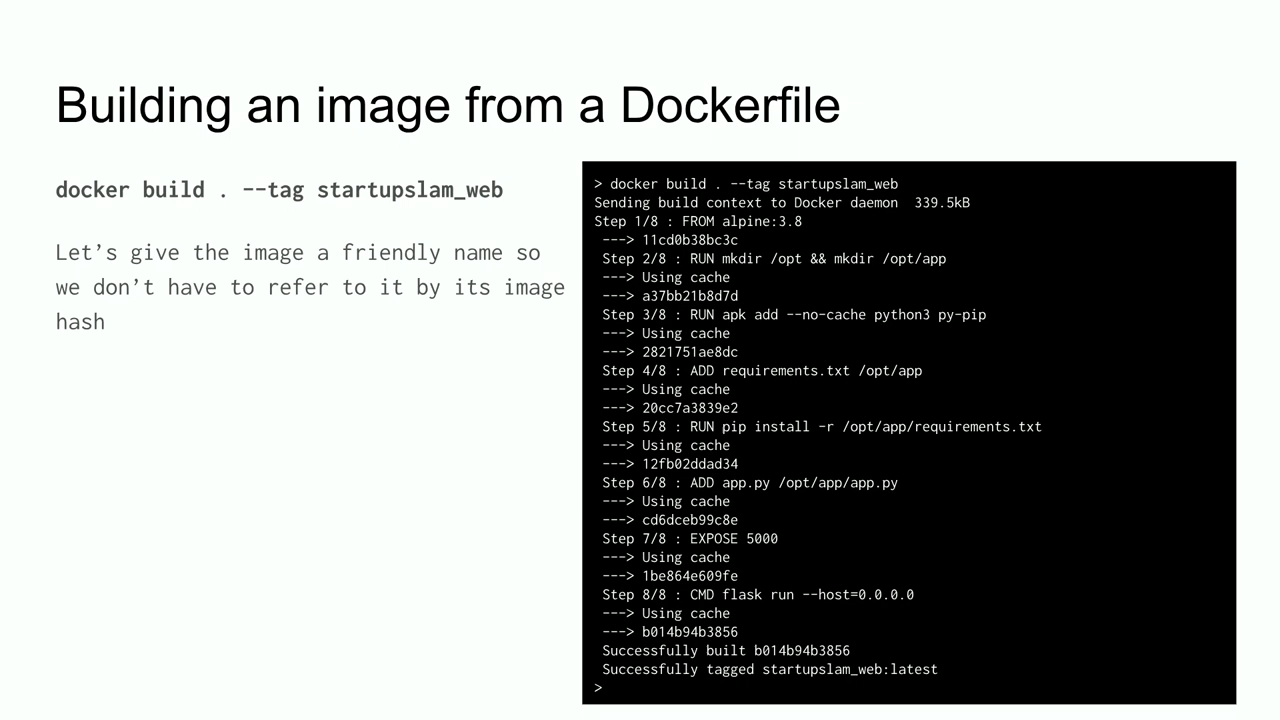 Building an image from a Dockerfile
docker build . --tag startupslam_web
Let’s give the image a friendly name so
we don’t have to refer to it by its image
hash
> docker build . --tag startupslam_web
Sending build context to Docker daemon  339.5kB
Step 1/8 : FROM alpine:3.8
---> 11cd0b38bc3c
Step 2/8 : RUN mkdir /opt && mkdir /opt/app
---> Using cache
---> a37bb21b8d7d
Step 3/8 : RUN apk add --no-cache python3 py-pip
---> Using cache
---> 2821751ae8dc
Step 4/8 : ADD requirements.txt /opt/app
---> Using cache
---> 20cc7a3839e2
Step 5/8 : RUN pip install -r /opt/app/requirements.txt
---> Using cache
---> 12fb02ddad34
Step 6/8 : ADD app.py /opt/app/app.py
---> Using cache
---> cd6dceb99c8e
Step 7/8 : EXPOSE 5000
---> Using cache
---> 1be864e609fe
Step 8/8 : CMD flask run --host=0.0.0.0
---> Using cache
---> b014b94b3856
Successfully built b014b94b3856
Successfully tagged startupslam_web:latest
>